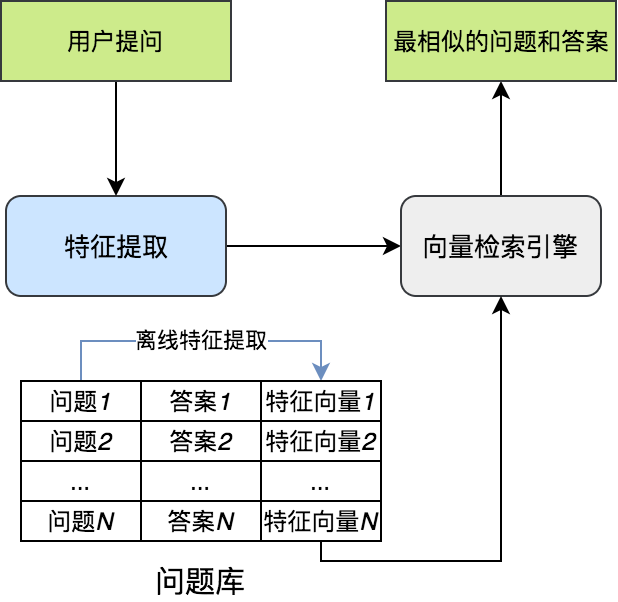 用户提问
最相似的问题和答案
特征提取
向量检索引擎
离线特征提取
问题1 答案1 特征向量1
问题2 答案2 特征向量2
... ... ...
问题N 答案N 特征向量N
问题库